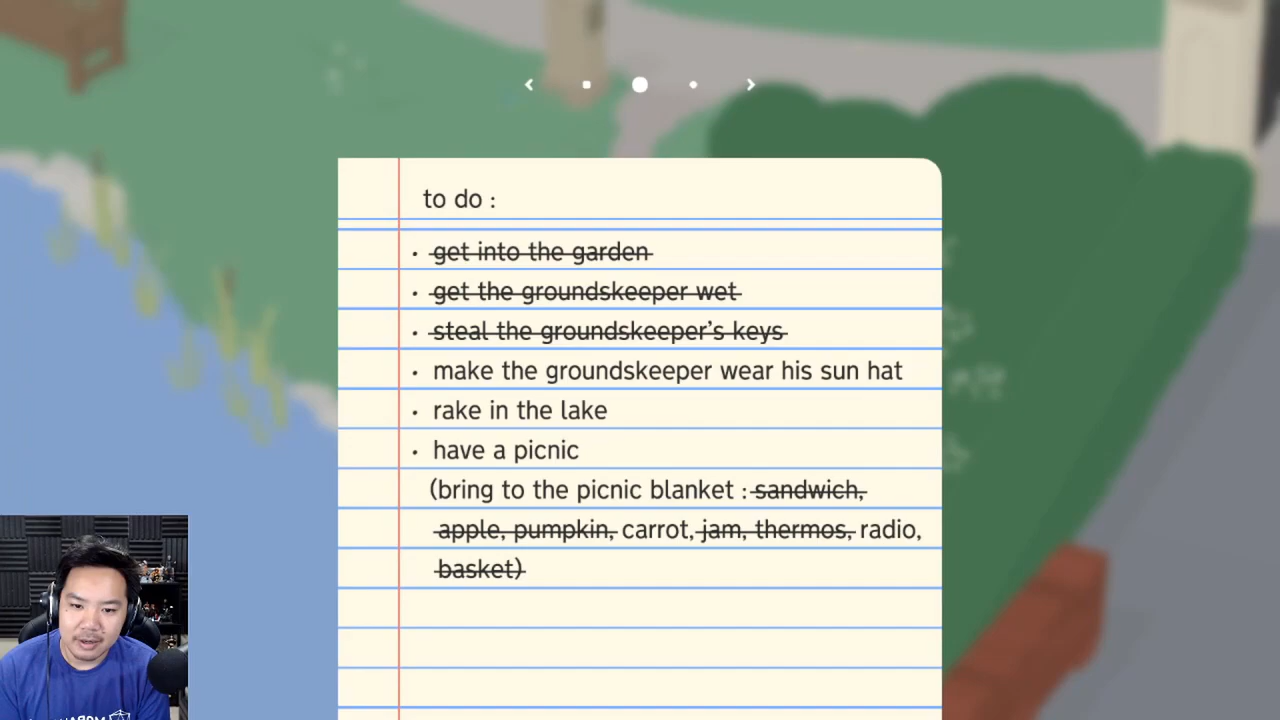 to do :
· get into the garden
· get the groundskeeper wet
· steal the groundskeeper's keys
· make the groundskeeper wear his sun hat
· rake in the lake
· have a picnic
(bring to the picnic blanket : sandwich,
apple, pumpkin, carrot, jam, thermos, radio,
basket)